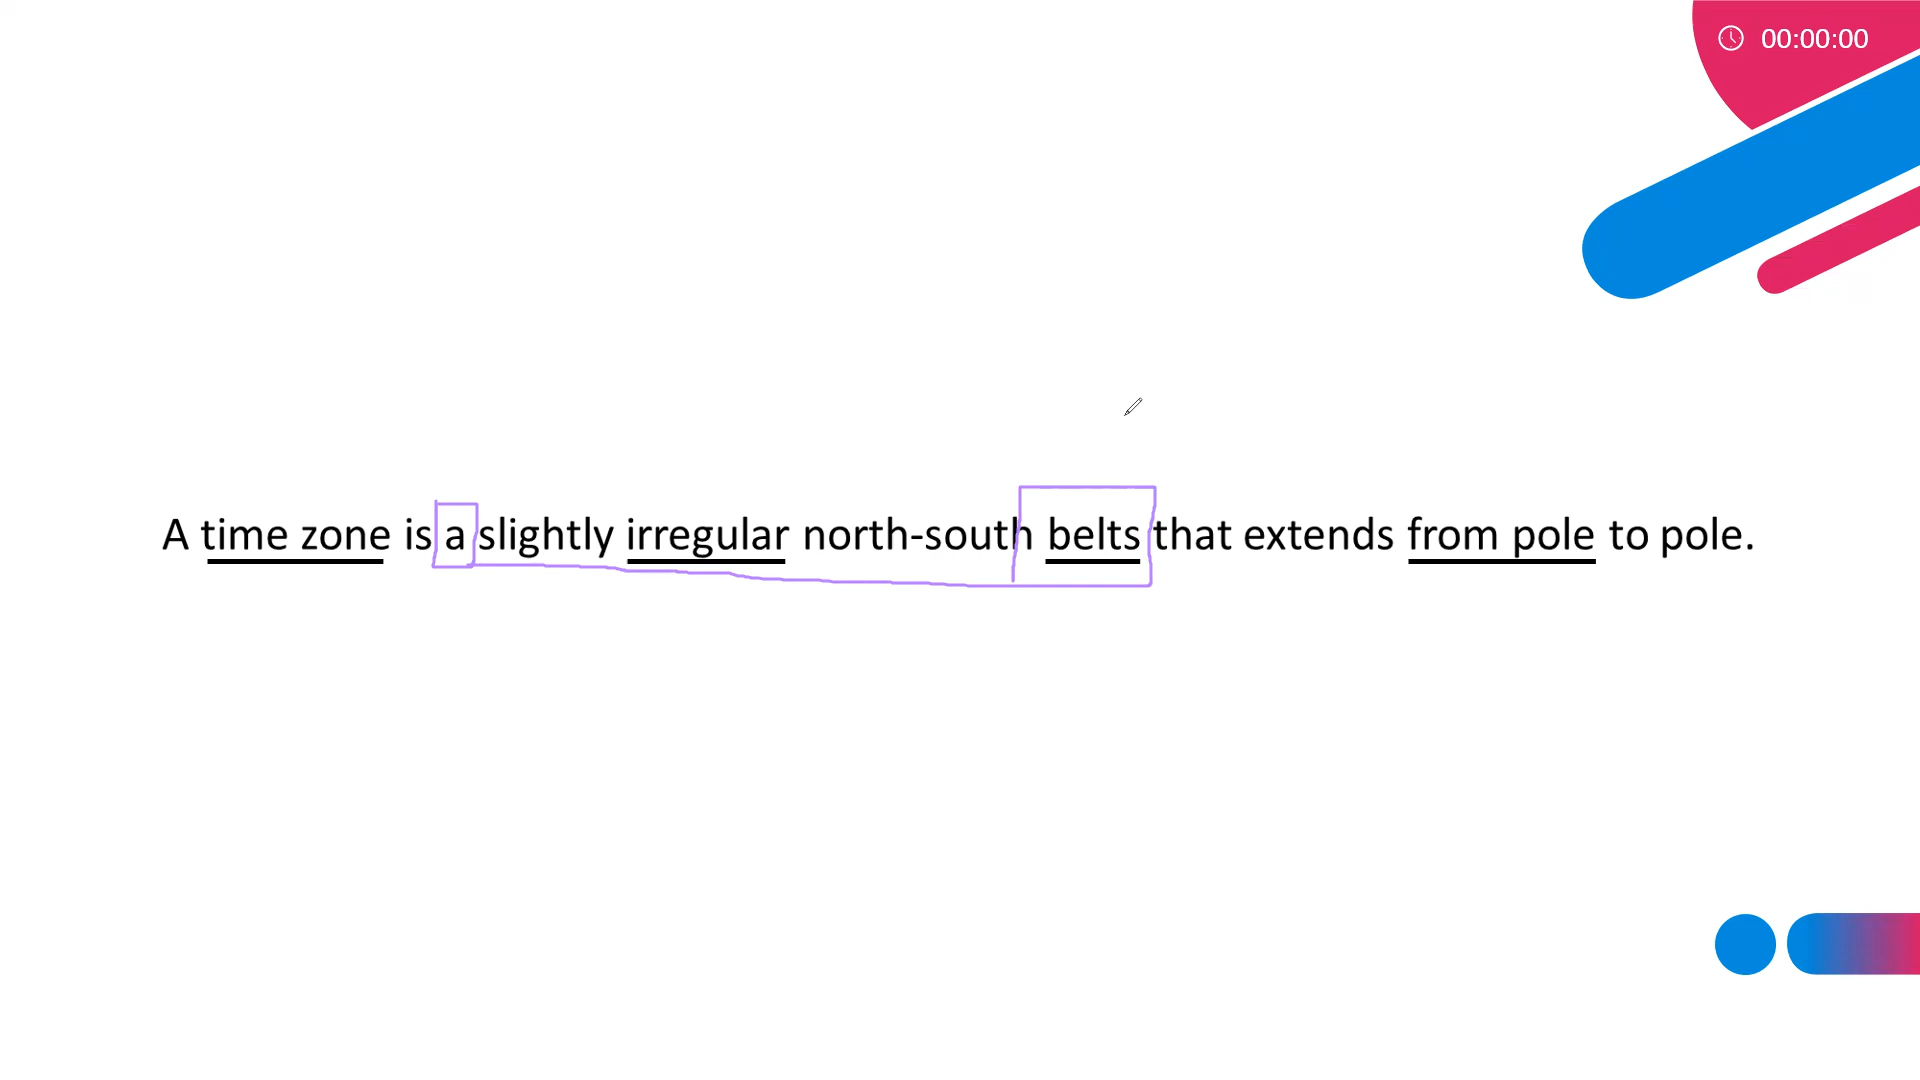 00:00:00
A time zone is a slightly irregular north-south belts that extends from pole to pole.